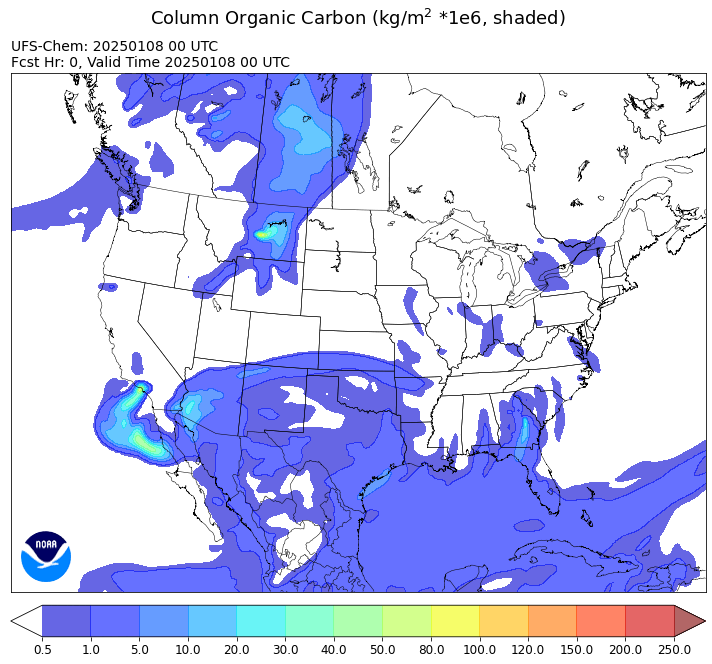 Column Organic Carbon (kg/m² *1e6, shaded)
UFS-Chem: 20250108 00 UTC
Fcst Hr: 0, Valid Time 20250108 00 UTC
NOAA
0.5 1.0 5.0 10.0 20.0 30.0 40.0 50.0 80.0 100.0 120.0 150.0 200.0 250.0